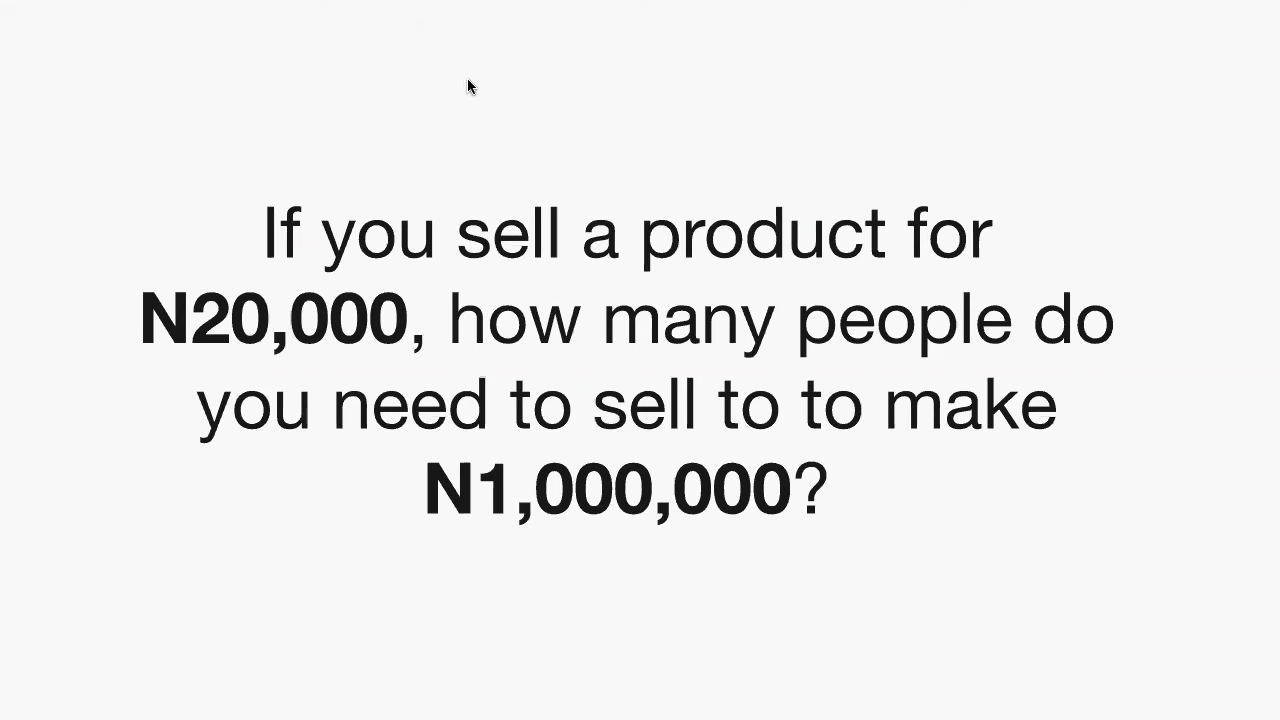 If you sell a product for
N20,000, how many people do
you need to sell to to make
N1,000,000?